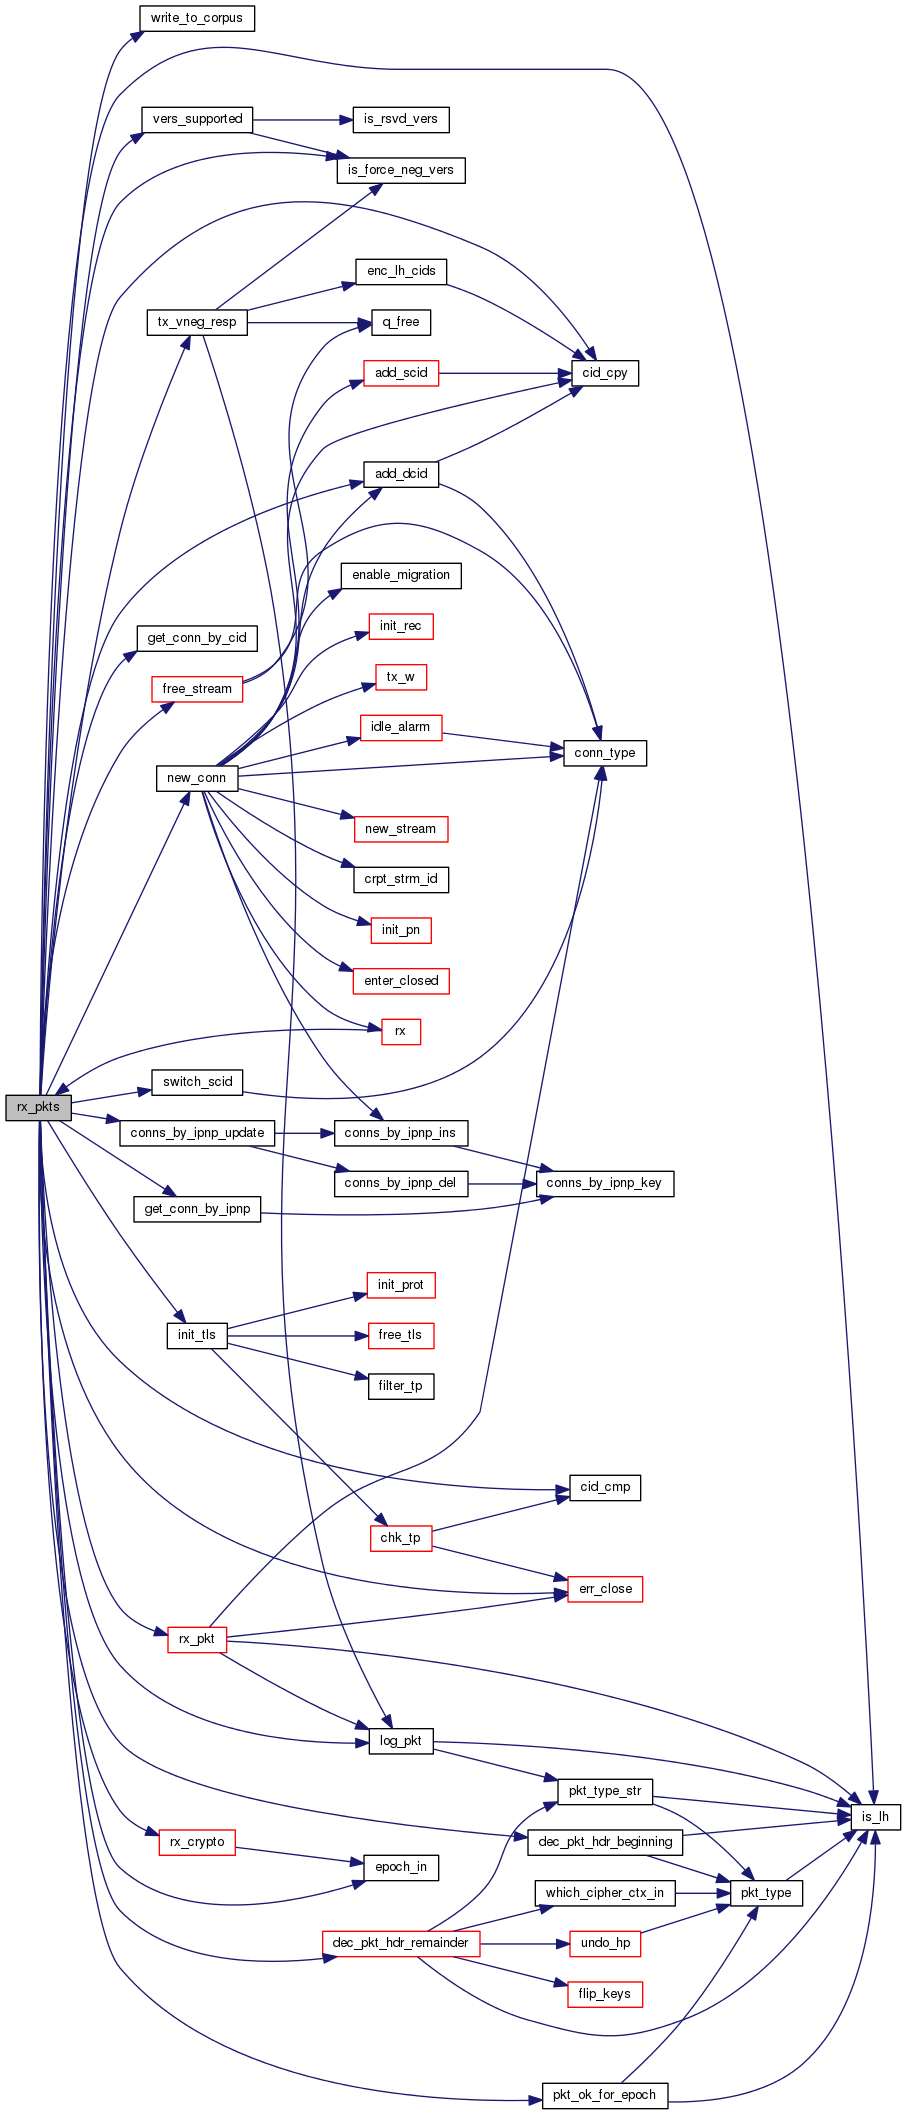 write_to_corpus
vers_supported
is_rsvd_vers
is_force_neg_vers
enc_lh_cids
tx_vneg_resp
q_free
add_scid
cid_cpy
add_dcid
enable_migration
init_rec
get_conn_by_cid
free_stream
tx_w
idle_alarm
conn_type
new_conn
new_stream
crpt_strm_id
init_pn
enter_closed
rx
switch_scid
rx_pkts
conns_by_ipnp_update
conns_by_ipnp_ins
conns_by_ipnp_del
conns_by_ipnp_key
get_conn_by_ipnp
init_prot
init_tls
free_tls
filter_tp
cid_cmp
chk_tp
err_close
rx_pkt
log_pkt
pkt_type_str
is_lh
rx_crypto
dec_pkt_hdr_beginning
epoch_in
which_cipher_ctx_in
pkt_type
dec_pkt_hdr_remainder
undo_hp
flip_keys
pkt_ok_for_epoch